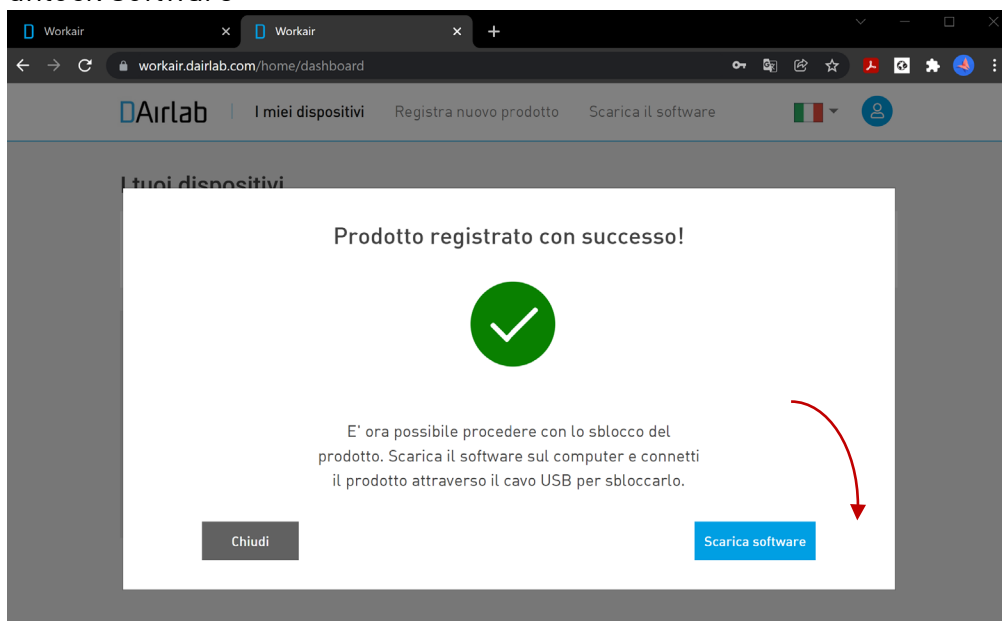 Workair
Workair
workair.dairlab.com/home/dashboard
DAirlab
I miei dispositivi
Registra nuovo prodotto
Scarica il software
I tuoi dispositivi
Prodotto registrato con successo!
E' ora possibile procedere con lo sblocco del
prodotto. Scarica il software sul computer e connetti
il prodotto attraverso il cavo USB per sbloccarlo.
Chiudi
Scarica software